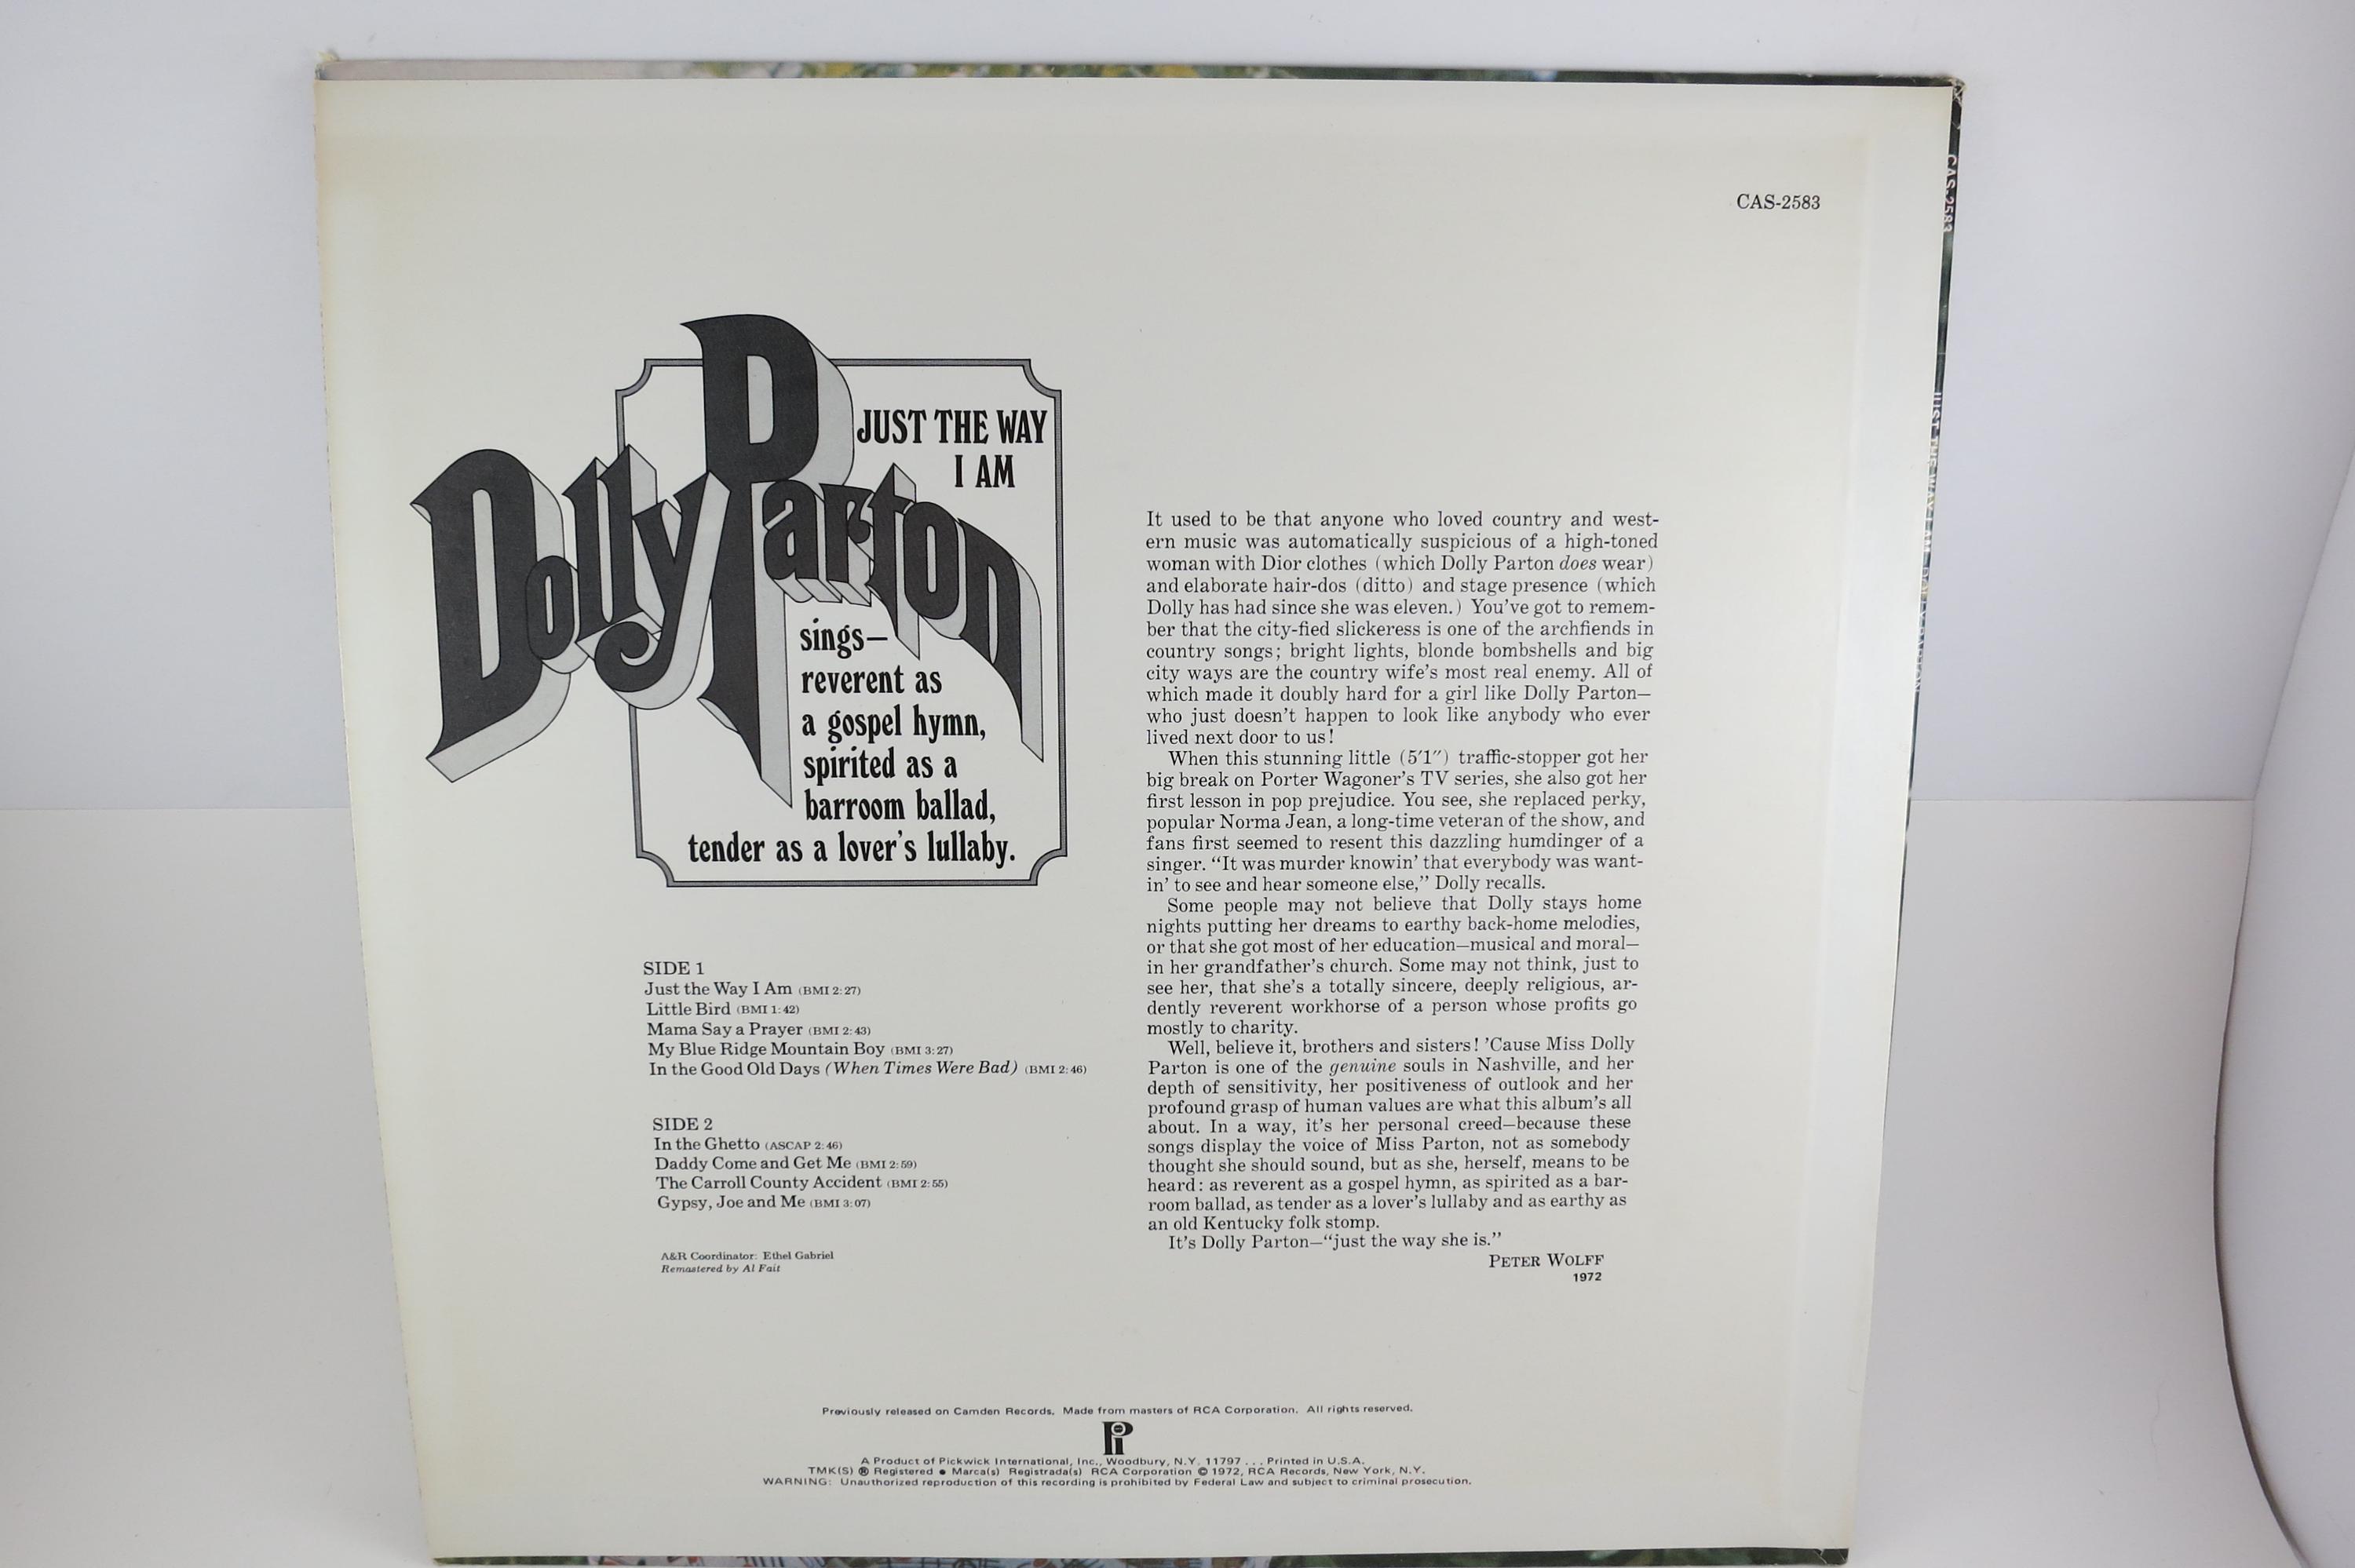 CAS-2583
CAS-2583
JUST THE WAY I AM DOLLY PARTON
JUST THE WAY
I AM
Dolly Parton
sings—
reverent as
a gospel hymn,
spirited as a
barroom ballad,
tender as a lover's lullaby.
SIDE 1
Just the Way I Am (BMI 2:27)
Little Bird (BMI 1:42)
Mama Say a Prayer (BMI 2:43)
My Blue Ridge Mountain Boy (BMI 3:27)
In the Good Old Days (When Times Were Bad) (BMI 2:46)
SIDE 2
In the Ghetto (ASCAP 2:46)
Daddy Come and Get Me (BMI 2:59)
The Carroll County Accident (BMI 2:55)
Gypsy, Joe and Me (BMI 3:07)
A&R Coordinator: Ethel Gabriel
Remastered by Al Fait
It used to be that anyone who loved country and west-
ern music was automatically suspicious of a high-toned
woman with Dior clothes (which Dolly Parton does wear)
and elaborate hair-dos (ditto) and stage presence (which
Dolly has had since she was eleven.) You've got to remem-
ber that the city-fied slickeress is one of the archfiends in
country songs; bright lights, blonde bombshells and big
city ways are the country wife's most real enemy. All of
which made it doubly hard for a girl like Dolly Parton—
who just doesn't happen to look like anybody who ever
lived next door to us!
When this stunning little (5'1") traffic-stopper got her
big break on Porter Wagoner's TV series, she also got her
first lesson in pop prejudice. You see, she replaced perky,
popular Norma Jean, a long-time veteran of the show, and
fans first seemed to resent this dazzling humdinger of a
singer. "It was murder knowin' that everybody was want-
in' to see and hear someone else," Dolly recalls.
Some people may not believe that Dolly stays home
nights putting her dreams to earthy back-home melodies,
or that she got most of her education—musical and moral—
in her grandfather's church. Some may not think, just to
see her, that she's a totally sincere, deeply religious, ar-
dently reverent workhorse of a person whose profits go
mostly to charity.
Well, believe it, brothers and sisters! 'Cause Miss Dolly
Parton is one of the genuine souls in Nashville, and her
depth of sensitivity, her positiveness of outlook and her
profound grasp of human values are what this album's all
about. In a way, it's her personal creed—because these
songs display the voice of Miss Parton, not as somebody
thought she should sound, but as she, herself, means to be
heard: as reverent as a gospel hymn, as spirited as a bar-
room ballad, as tender as a lover's lullaby and as earthy as
an old Kentucky folk stomp.
It's Dolly Parton—"just the way she is."
PETER WOLFF
1972
Previously released on Camden Records. Made from masters of RCA Corporation. All rights reserved.
Pi
A Product of Pickwick International, Inc., Woodbury, N.Y. 11797 . . . Printed in U.S.A.
TMK(S) ® Registered • Marca(s) Registrada(s) RCA Corporation © 1972, RCA Records, New York, N.Y.
WARNING: Unauthorized reproduction of this recording is prohibited by Federal Law and subject to criminal prosecution.